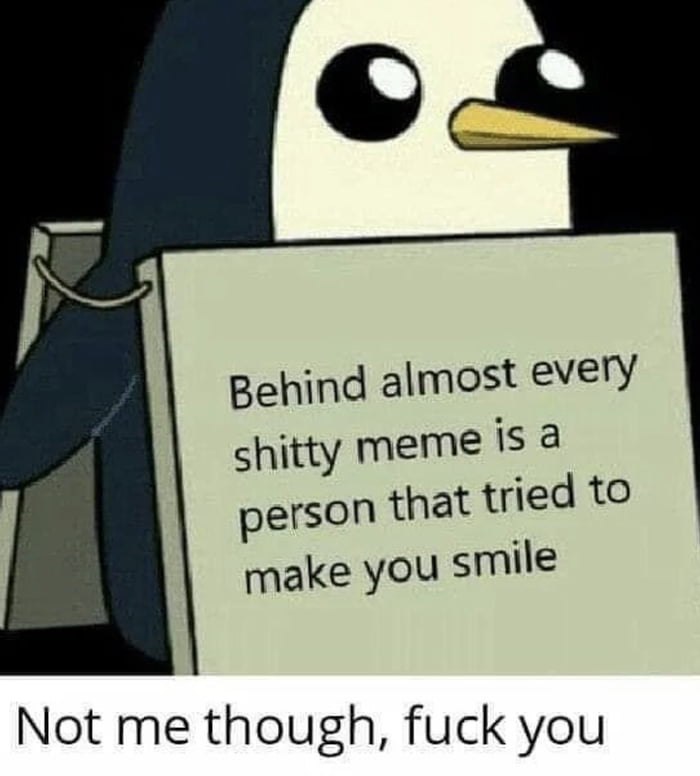 Behind almost every
shitty meme is a
person that tried to
make you smile
Not me though, fuck you